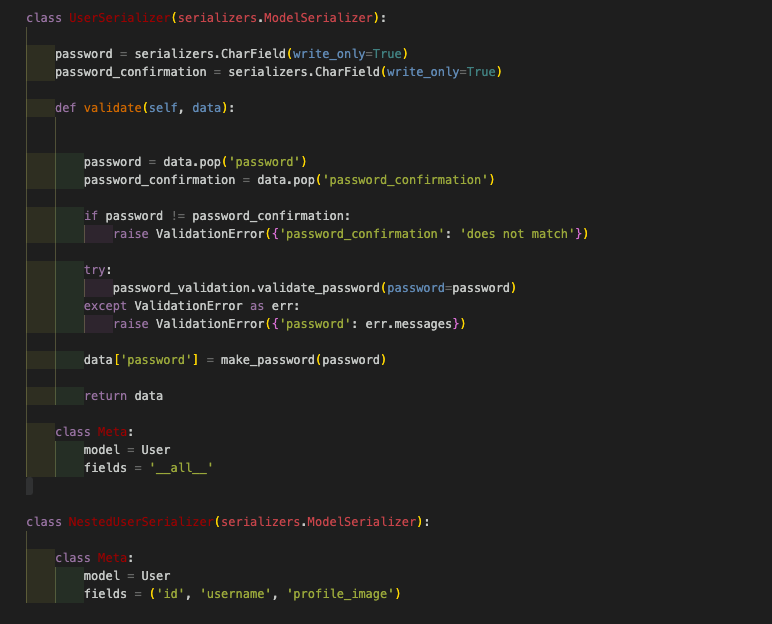 class UserSerializer(serializers.ModelSerializer):
password = serializers.CharField(write_only=True)
password_confirmation = serializers.CharField(write_only=True)
def validate(self, data):
password = data.pop('password')
password_confirmation = data.pop('password_confirmation')
if password != password_confirmation:
raise ValidationError({'password_confirmation': 'does not match'})
try:
password_validation.validate_password(password=password)
except ValidationError as err:
raise ValidationError({'password': err.messages})
data['password'] = make_password(password)
return data
class Meta:
model = User
fields = '__all__'
class NestedUserSerializer(serializers.ModelSerializer):
class Meta:
model = User
fields = ('id', 'username', 'profile_image')